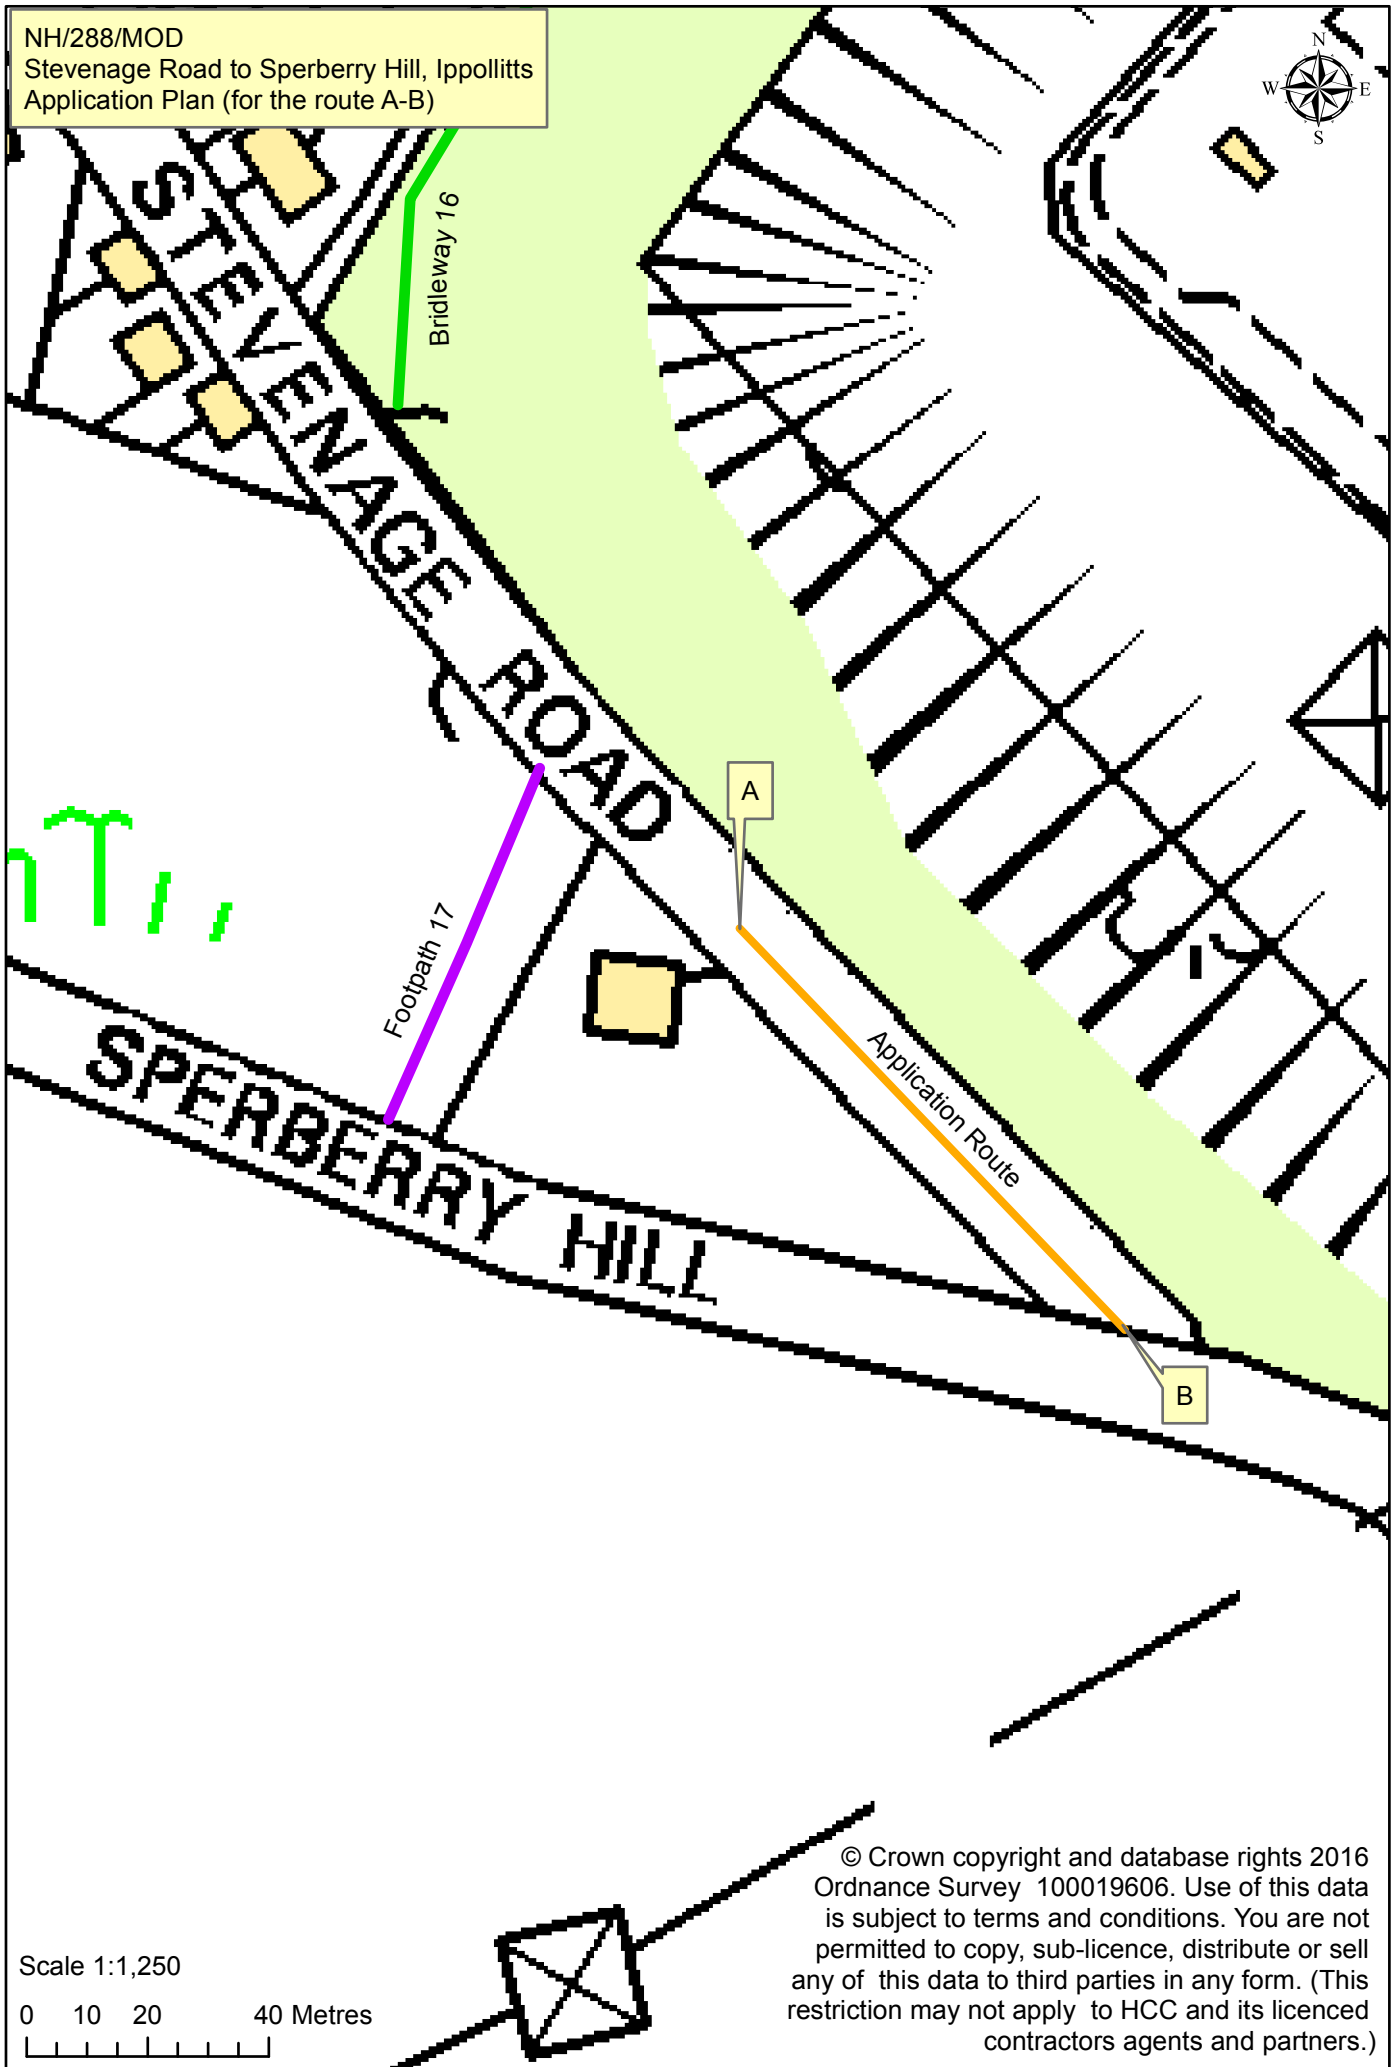 NH/288/MOD
Stevenage Road to Sperberry Hill, Ippollitts
Application Plan (for the route A-B)
N
W E
S
STEVENAGE ROAD
Bridleway 16
A
Footpath 17
Application Route
SPERBERRY HILL
B
© Crown copyright and database rights 2016
Ordnance Survey 100019606. Use of this data
is subject to terms and conditions. You are not
permitted to copy, sub-licence, distribute or sell
any of this data to third parties in any form. (This
restriction may not apply to HCC and its licenced
contractors agents and partners.)
Scale 1:1,250
0 10 20 40 Metres